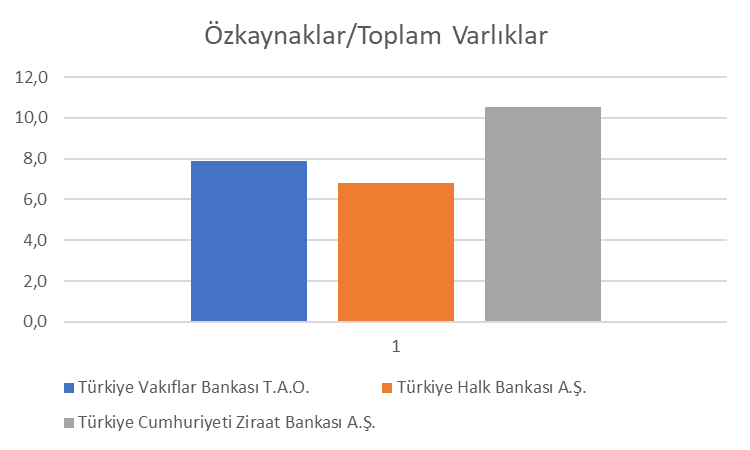 Özkaynaklar/Toplam Varlıklar
12,0
10,0
8,0
6,0
4,0
2,0
0,0
1
Türkiye Vakıflar Bankası T.A.O.
Türkiye Halk Bankası A.Ş.
Türkiye Cumhuriyeti Ziraat Bankası A.Ş.